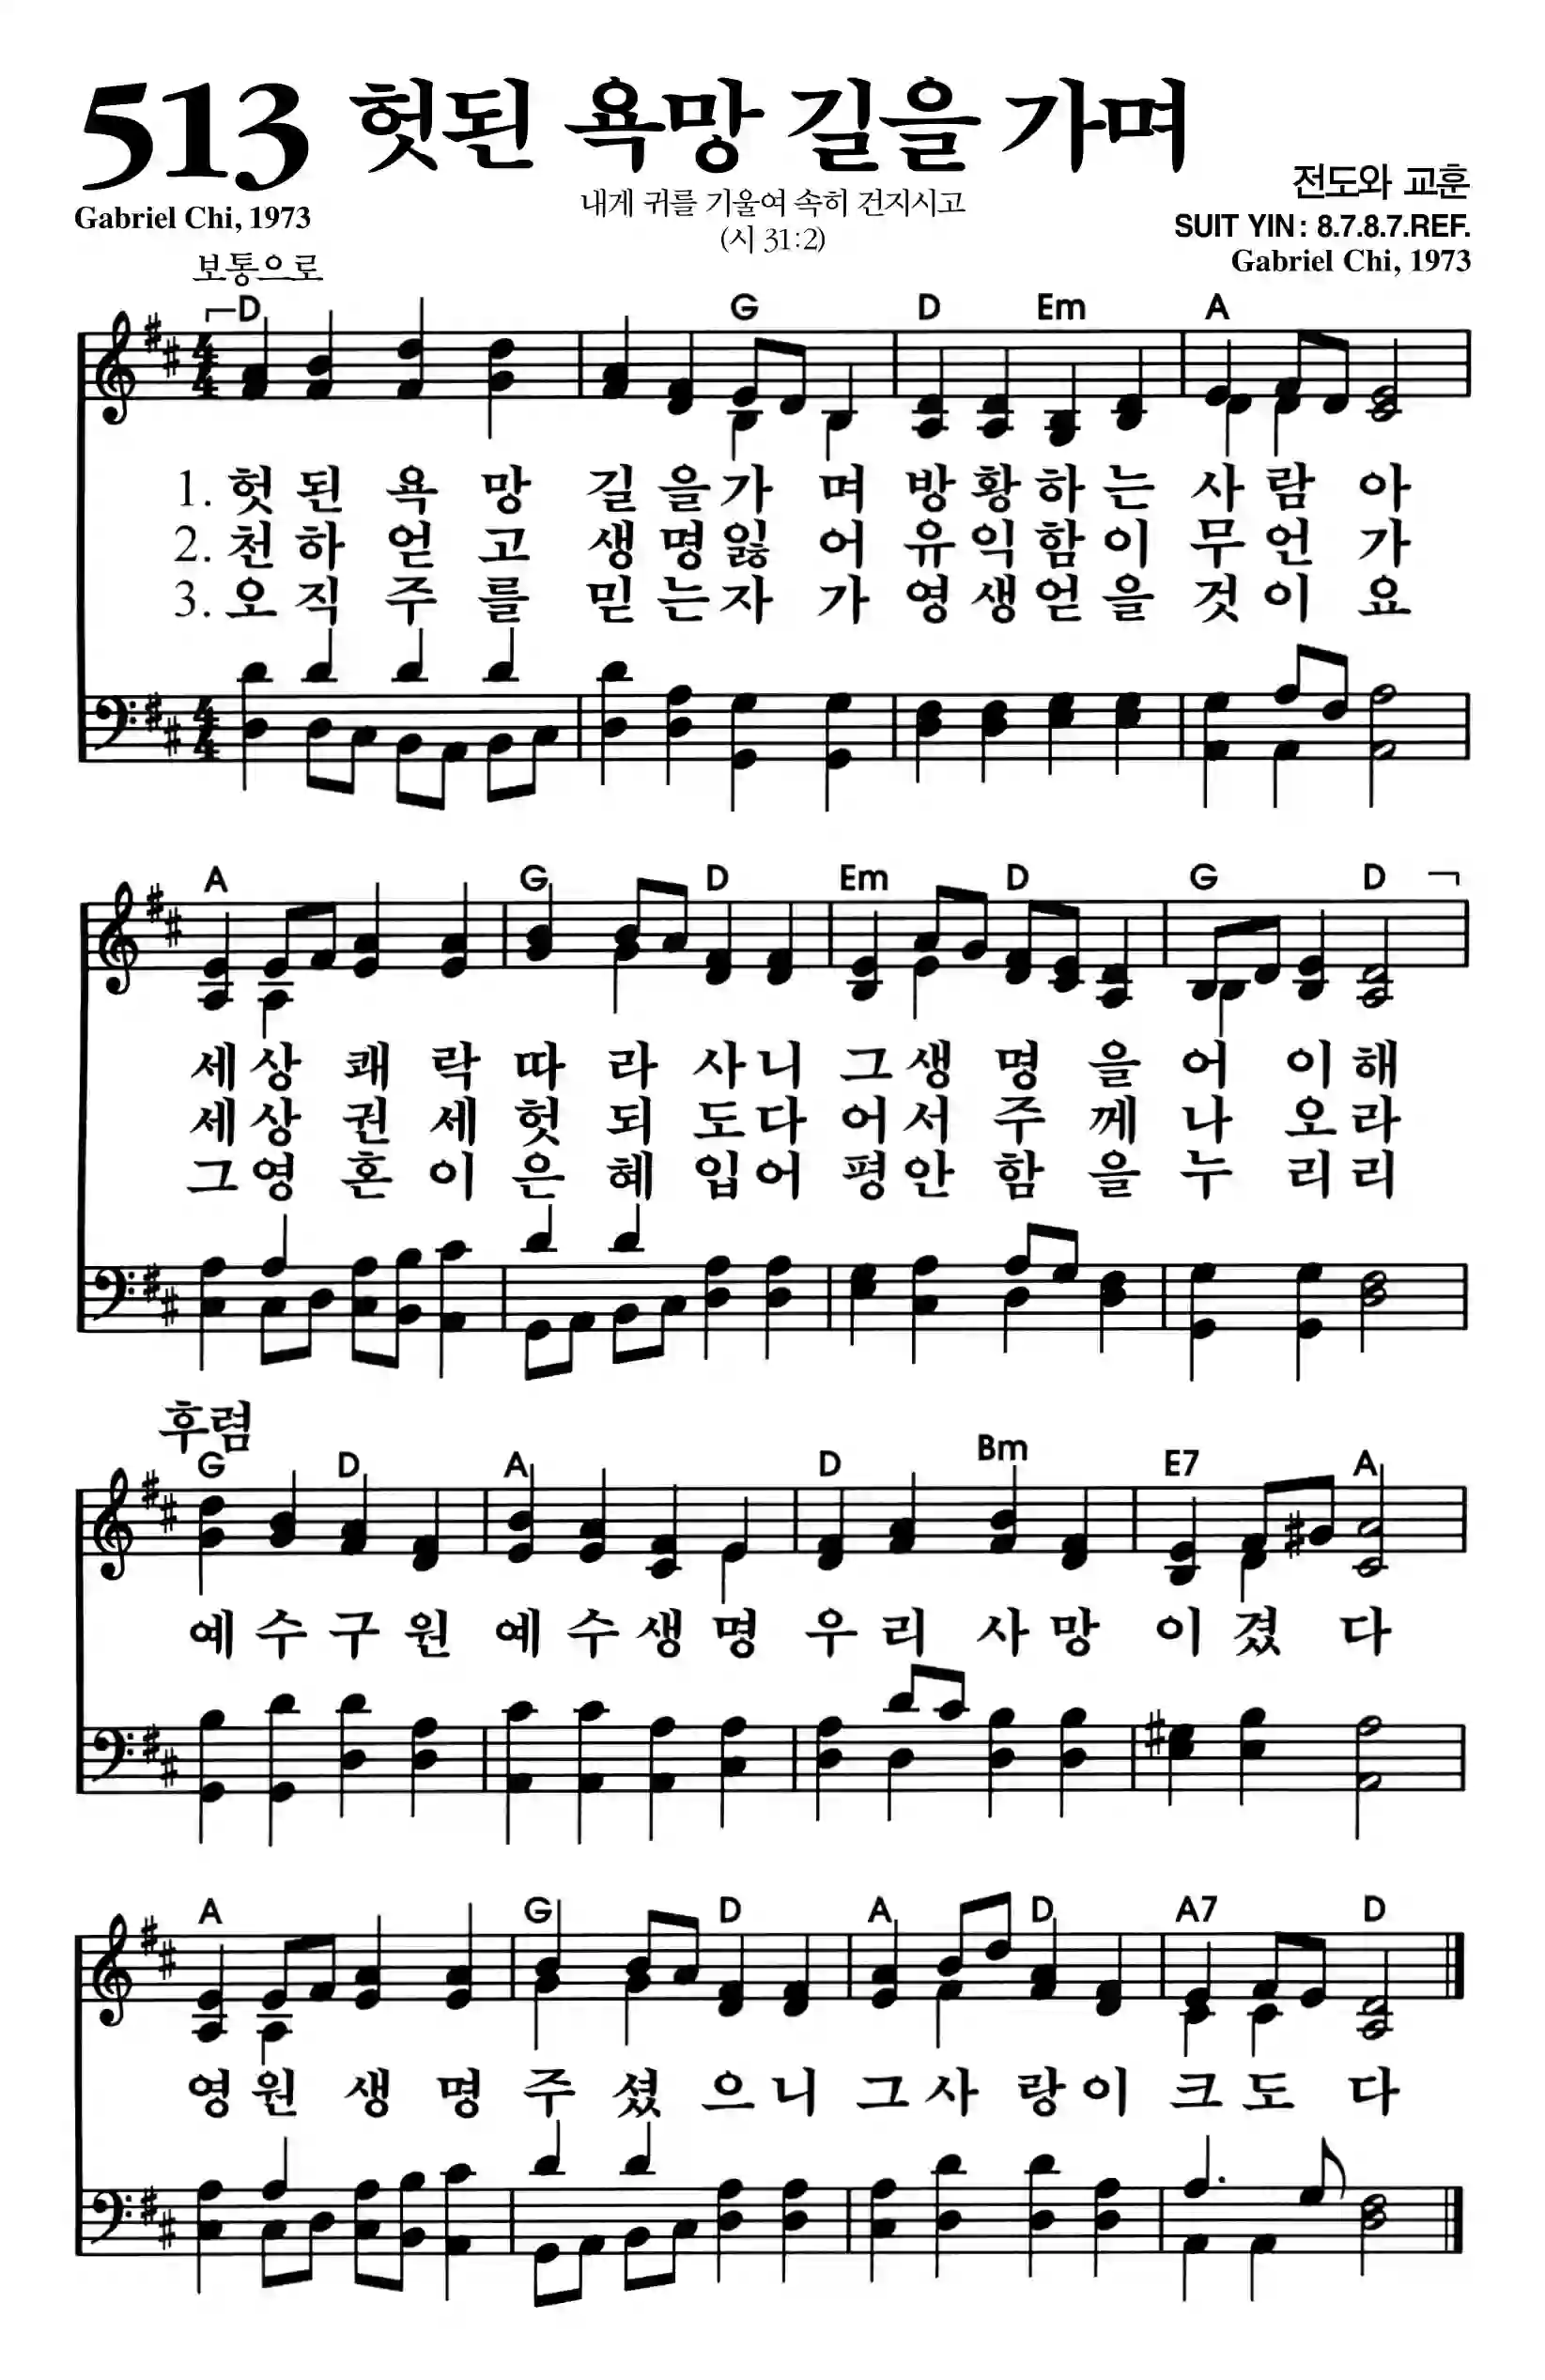 513 헛된 욕망 길을 가며
내게 귀를 기울여 속히 건지시고
(시 31:2)
전도와 교훈
Gabriel Chi, 1973
SUIT YIN: 8.7.8.7.REF.
Gabriel Chi, 1973
보통으로
D G D Em A
1. 헛 된 욕 망 길 을 가 며 방 황 하 는 사 람 아
2. 천 하 얻 고 생 명 잃 어 유 익 함 이 무 언 가
3. 오 직 주 를 믿 는 자 가 영 생 얻 을 것 이 요
4 4
4 4
A G D Em D G D
세 상 쾌 락 따 라 사 니 그 생 명 을 어 이 해
세 상 권 세 헛 되 도 다 어 서 주 께 나 오 라
그 영 혼 이 은 혜 입 어 평 안 함 을 누 리 리
후렴
G D A D Bm E7 A
예 수 구 원 예 수 생 명 우 리 사 망 이 겼 다
A G D A D A7 D
영 원 생 명 주 셨 으 니 그 사 랑 이 크 도 다